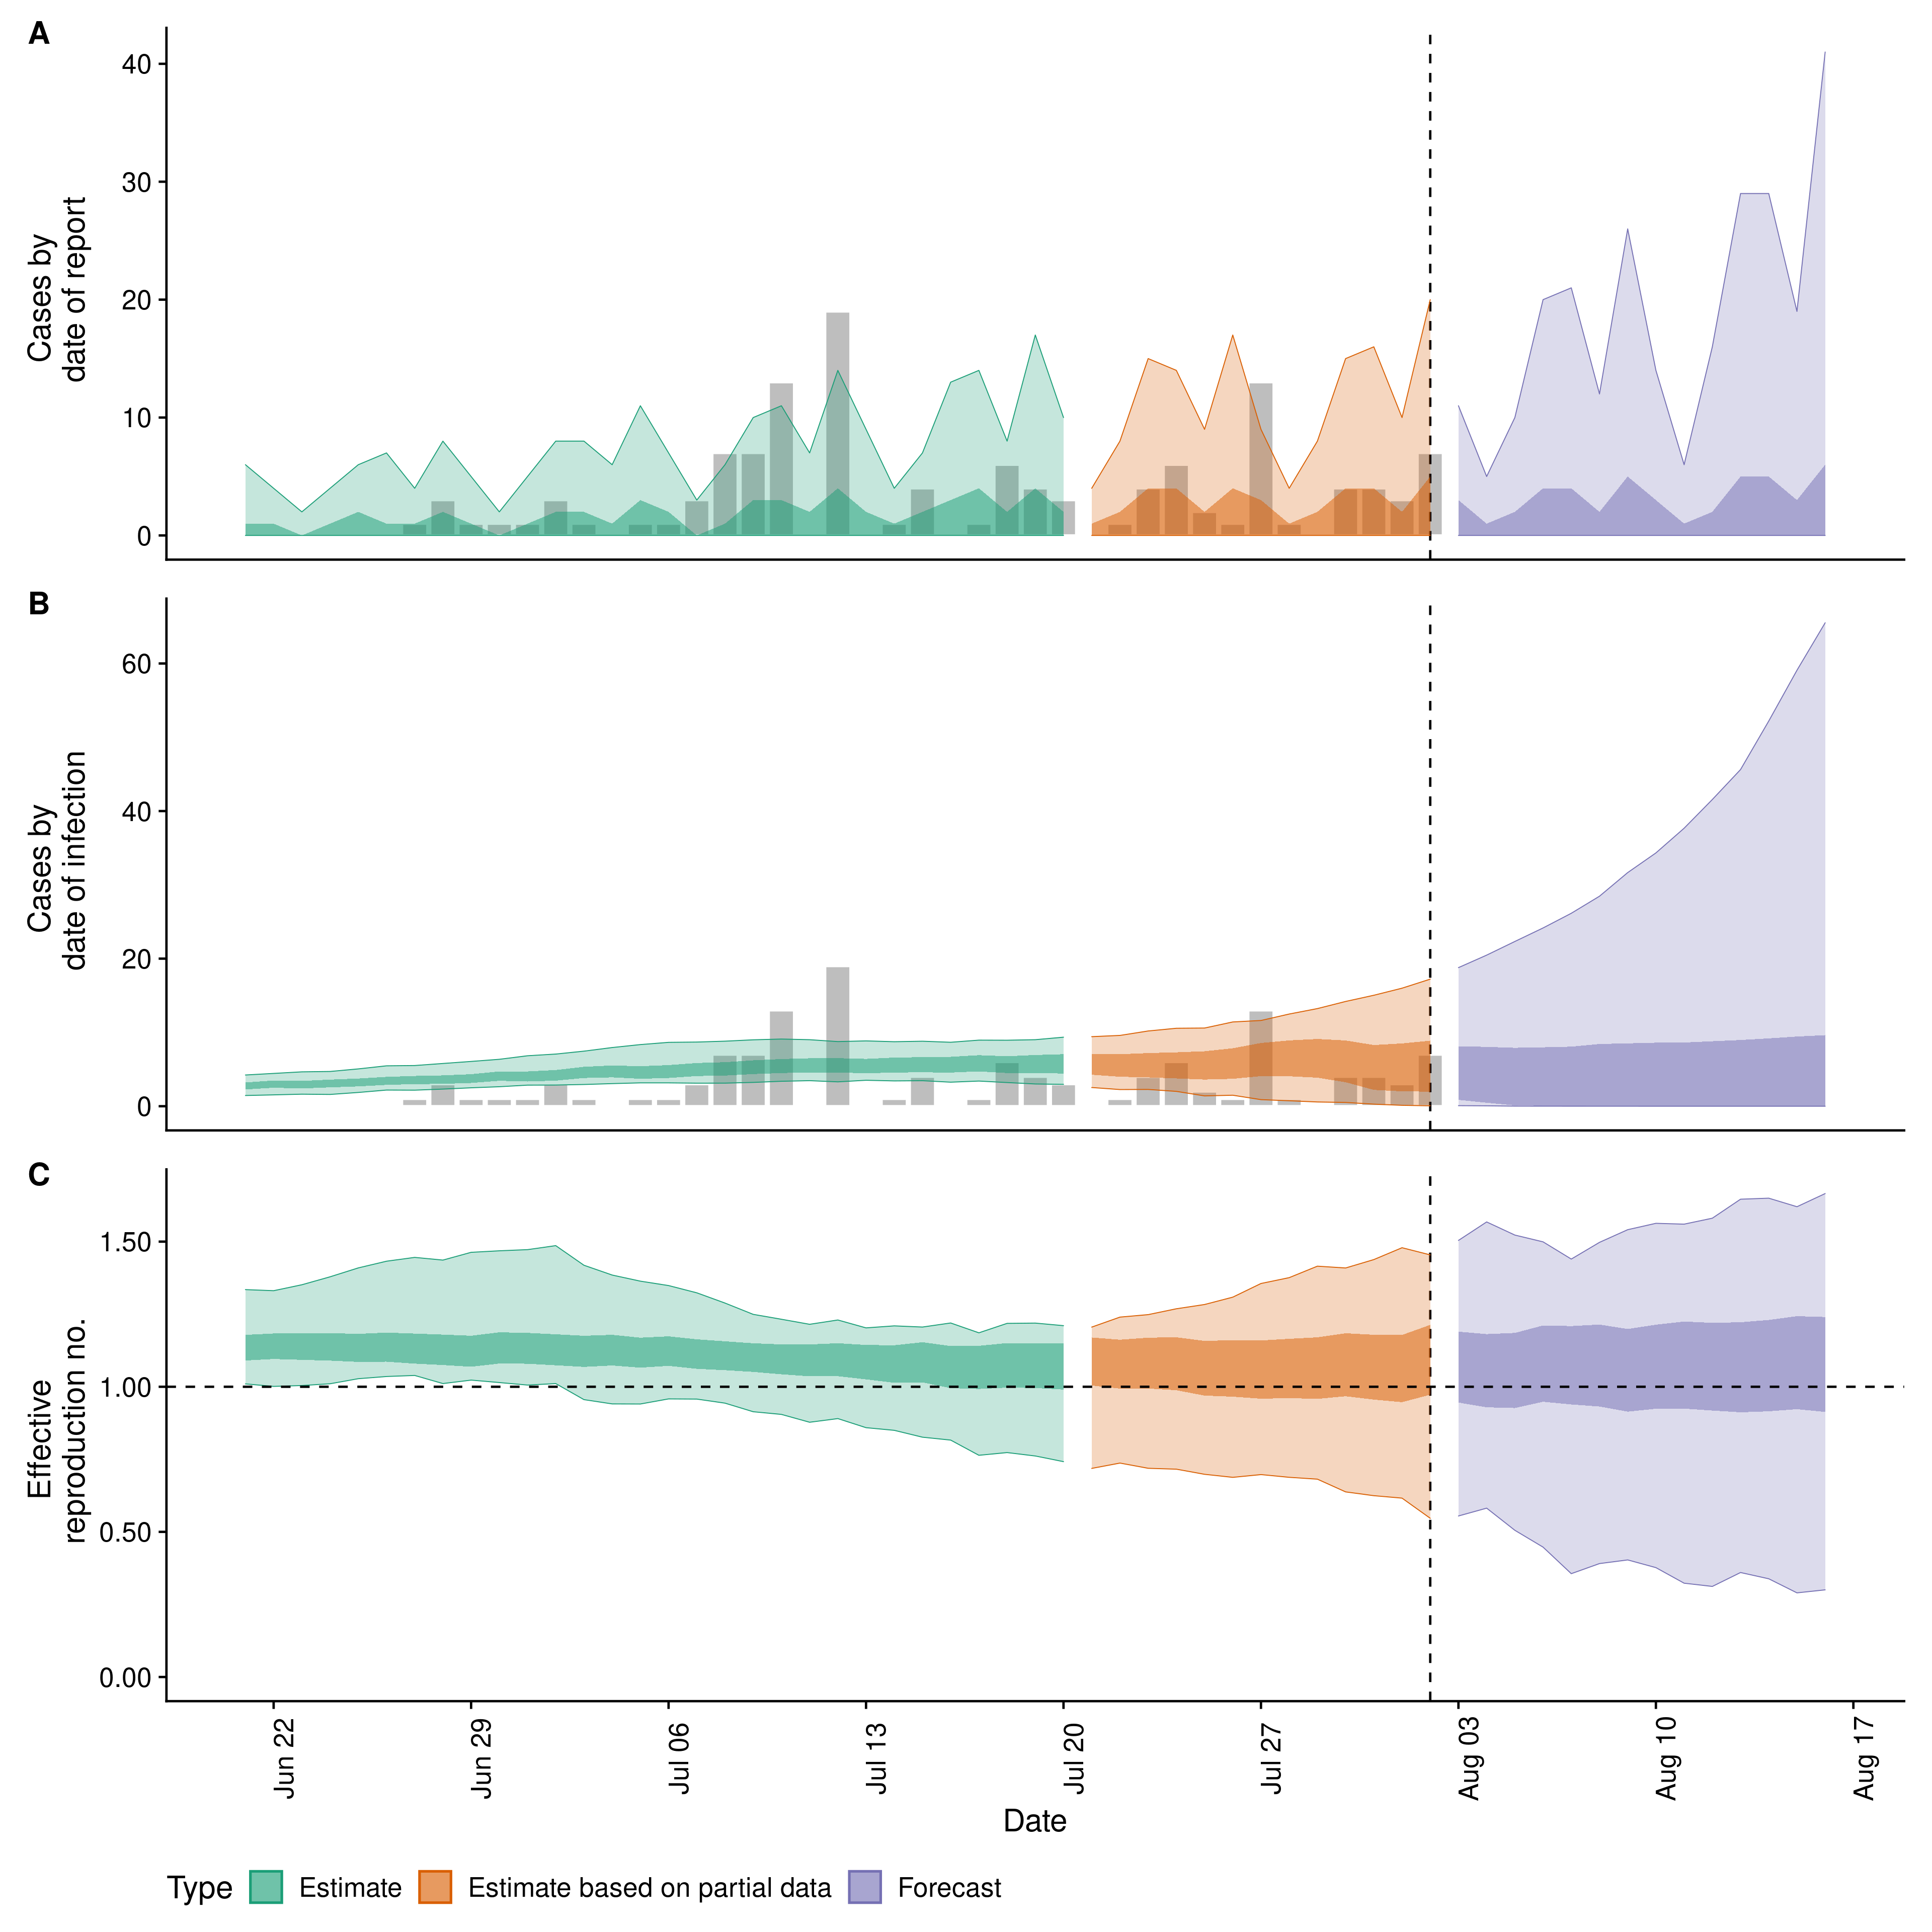 A
Cases by
date of report
40
30
20
10
0
B
Cases by
date of infection
60
40
20
0
C
Effective
reproduction no.
1.50
1.00
0.50
0.00
Jun 22
Jun 29
Jul 06
Jul 13
Jul 20
Jul 27
Aug 03
Aug 10
Aug 17
Date
Type Estimate Estimate based on partial data Forecast